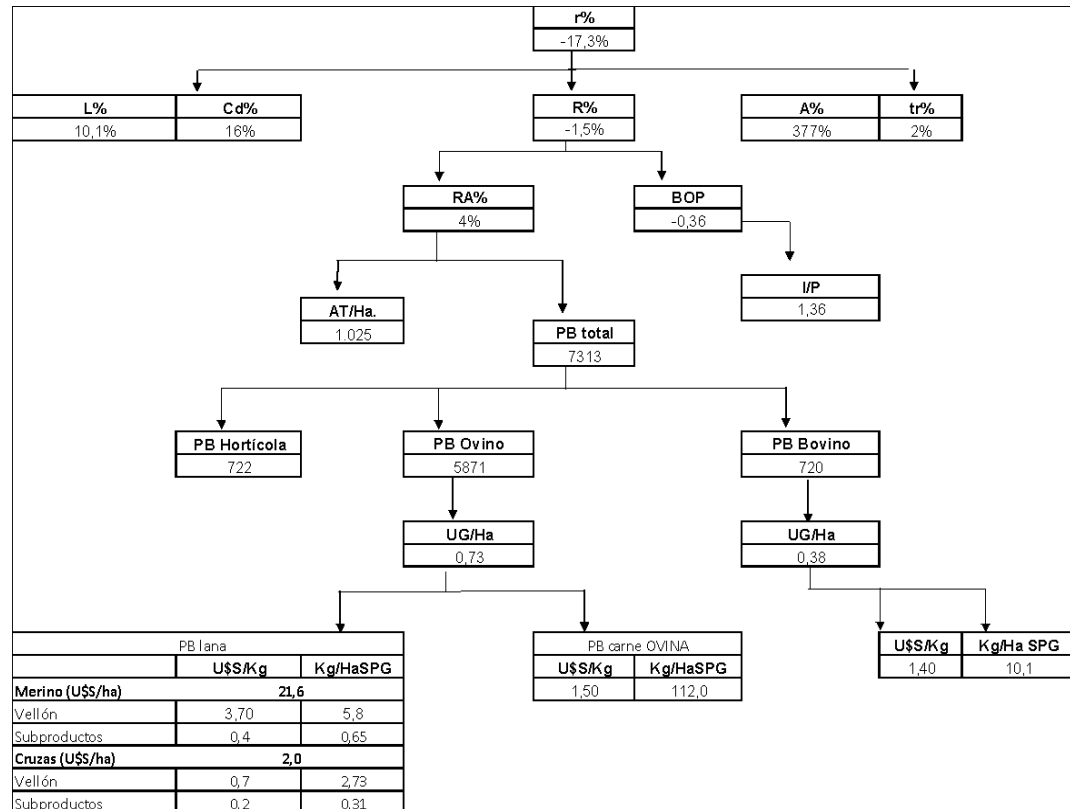 r%
-17,3%
L% Cd% R% A% tr%
10,1% 16% -1,5% 377% 2%
RA% BOP
4% -0,36
I/P
1,36
AT/Ha.
1.025
PB total
7313
PB Hortícola PB Ovino PB Bovino
722 5871 720
UG/Ha UG/Ha
0,73 0,38
PB lana PB carne OVINA U$S/Kg Kg/Ha SPG
U$S/Kg Kg/HaSPG U$S/Kg Kg/HaSPG 1,40 10,1
Merino (U$S/ha) 21,6 1,50 112,0
Vellón 3,70 5,8
Subproductos 0,4 0,65
Cruzas (U$S/ha) 2,0
Vellón 0,7 2,73
Subproductos 0,2 0,31